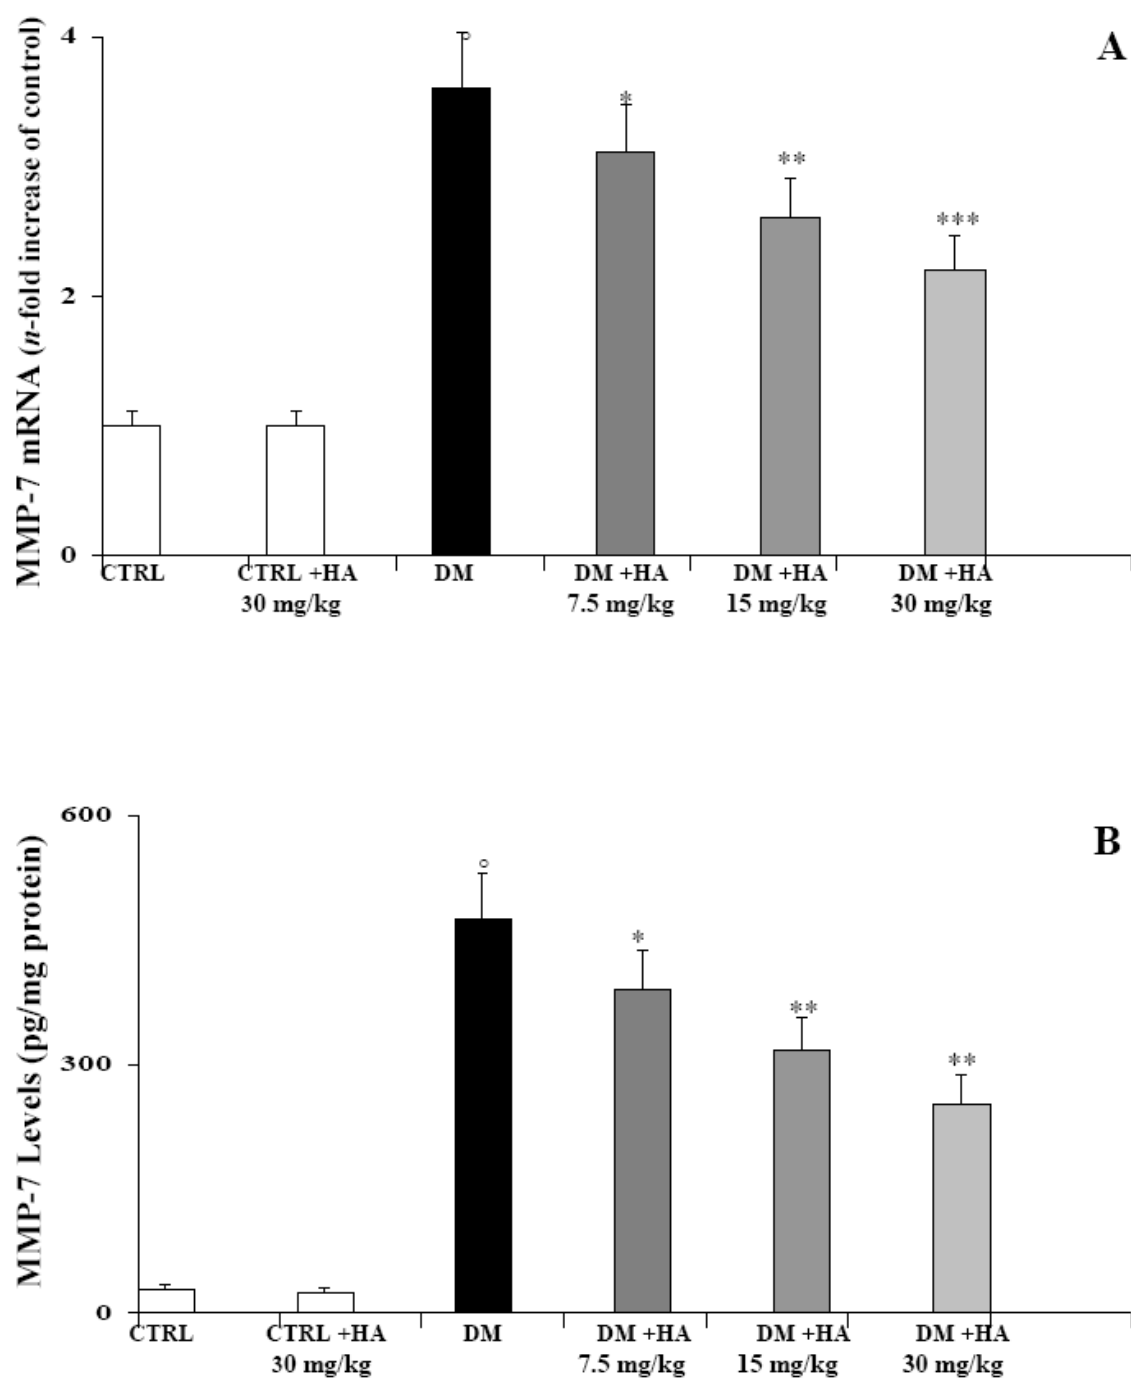 A
MMP-7 mRNA (n-fold increase of control)
4
2
0
°
*
**
***
CTRL
CTRL +HA
30 mg/kg
DM
DM +HA
7.5 mg/kg
DM +HA
15 mg/kg
DM +HA
30 mg/kg
B
MMP-7 Levels (pg/mg protein)
600
300
0
°
*
**
**
CTRL
CTRL +HA
30 mg/kg
DM
DM +HA
7.5 mg/kg
DM +HA
15 mg/kg
DM +HA
30 mg/kg